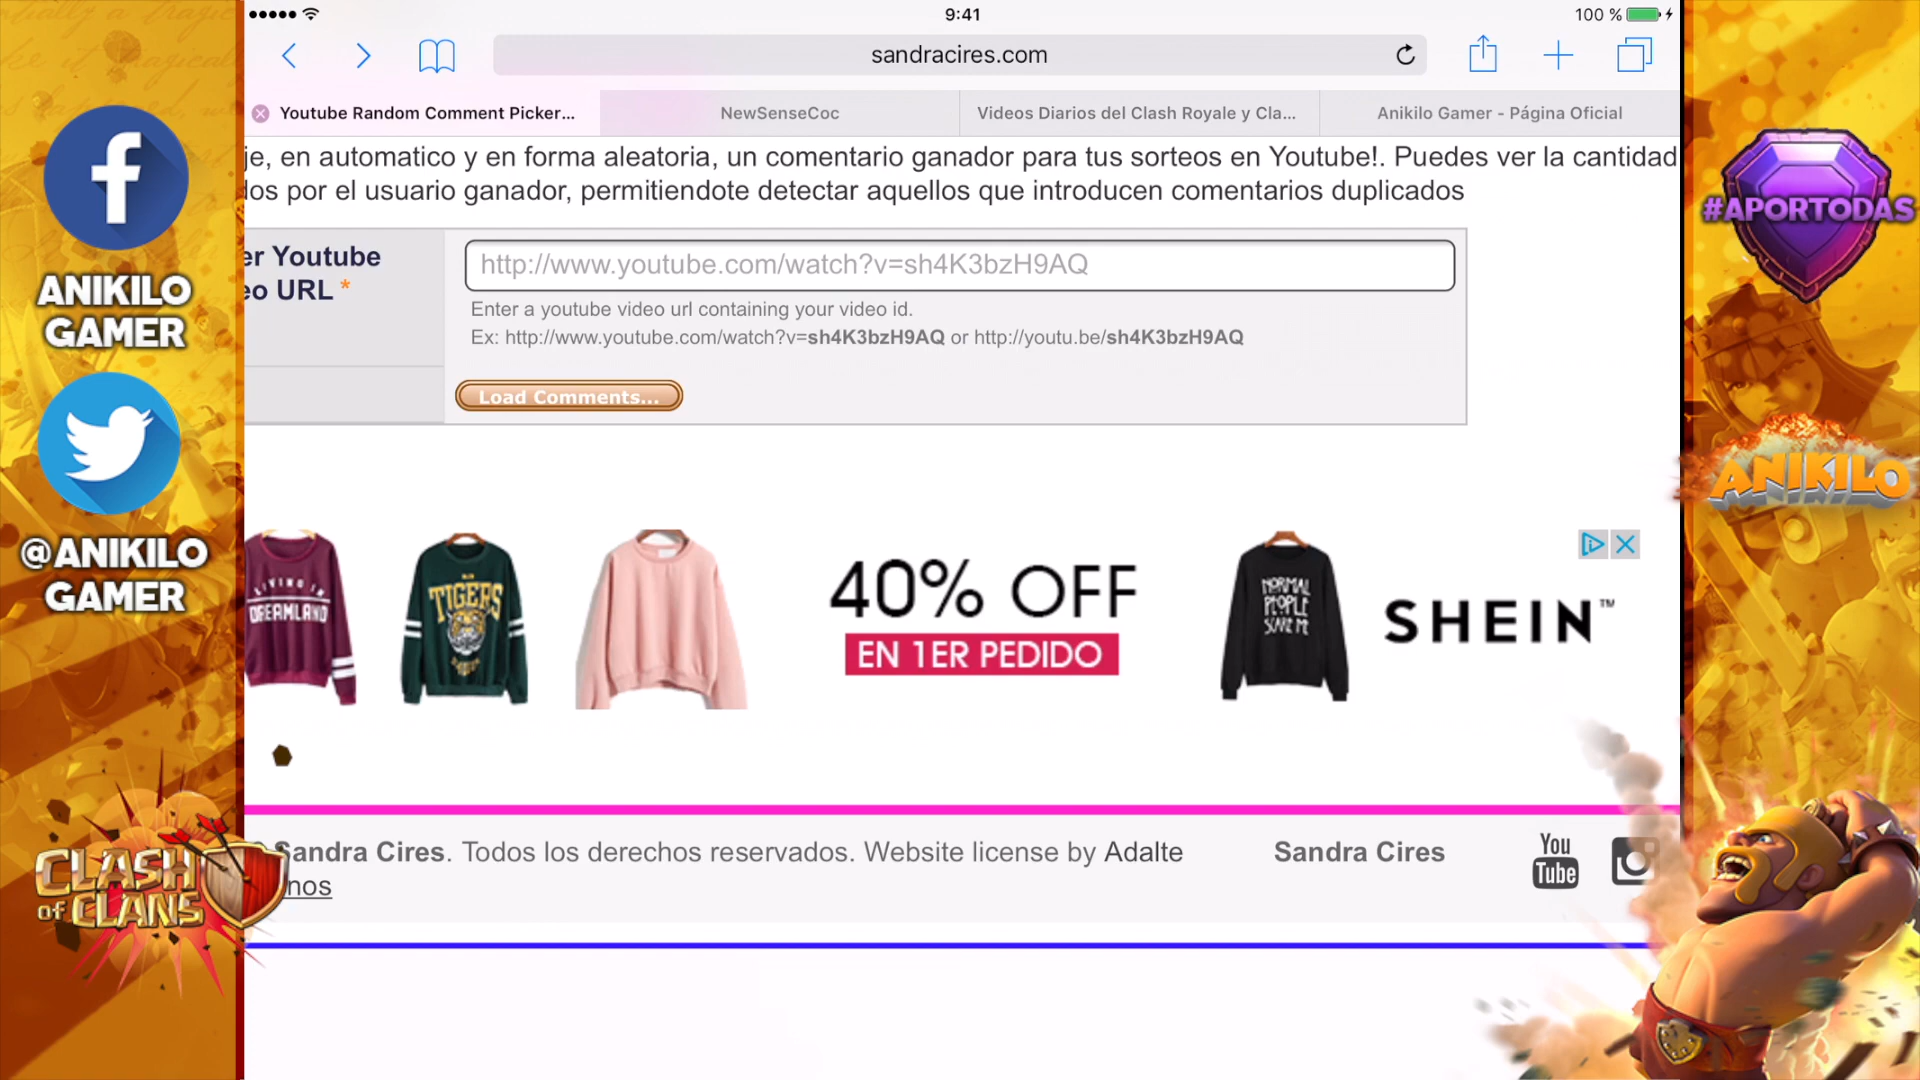 9:41
100 %
sandracires.com
Youtube Random Comment Picker...
NewSenseCoc
Videos Diarios del Clash Royale y Cla...
Anikilo Gamer - Página Oficial
je, en automatico y en forma aleatoria, un comentario ganador para tus sorteos en Youtube!. Puedes ver la cantidad
dos por el usuario ganador, permitiendote detectar aquellos que introducen comentarios duplicados
er Youtube
eo URL *
http://www.youtube.com/watch?v=sh4K3bzH9AQ
Enter a youtube video url containing your video id.
Ex: http://www.youtube.com/watch?v=sh4K3bzH9AQ or http://youtu.be/sh4K3bzH9AQ
Load Comments...
ANIKILO
GAMER
@ANIKILO
GAMER
#APORTODAS
ANIKILO
LIVING IN
DREAMLAND
TIGERS
40% OFF
EN 1ER PEDIDO
NORMAL
PEOPLE
SCARE ME
SHEIN™
Sandra Cires. Todos los derechos reservados. Website license by Adalte
nos
Sandra Cires
You
Tube
CLASH
OF CLANS